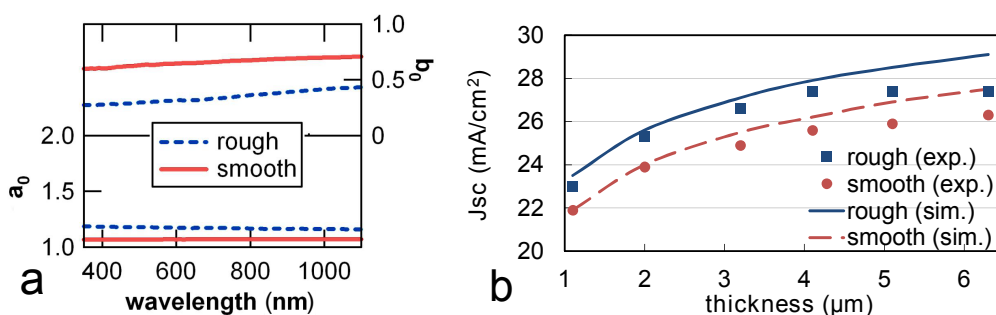 1.0
0.5
0
b₀
2.0
1.5
1.0
a₀
rough
smooth
400 600 800 1000
wavelength (nm)
a
30
28
26
24
22
20
Jsc (mA/cm²)
rough (exp.)
smooth (exp.)
rough (sim.)
smooth (sim.)
1 2 3 4 5 6
thickness (µm)
b